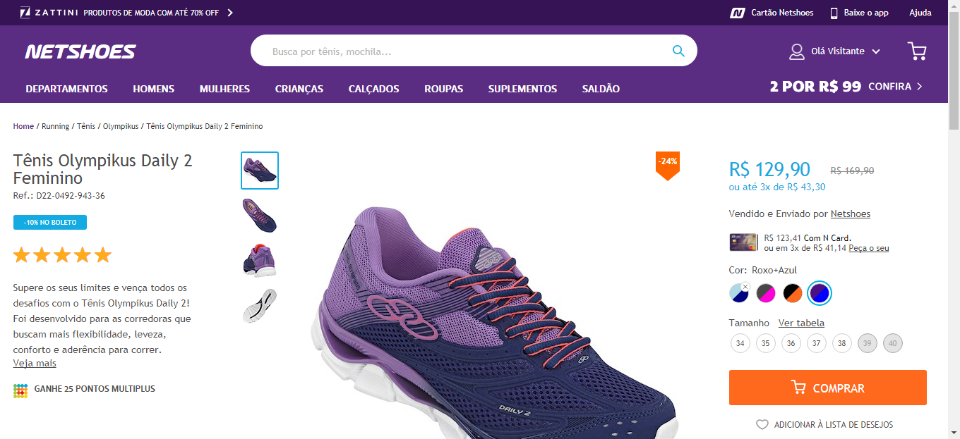 ZATTINI PRODUTOS DE MODA COM ATÉ 70% OFF
Cartão Netshoes
Baixe o app
Ajuda
NETSHOES
Busca por tênis, mochila...
Olá Visitante
DEPARTAMENTOS HOMENS MULHERES CRIANÇAS CALÇADOS ROUPAS SUPLEMENTOS SALDÃO
2 POR R$ 99 CONFIRA
Home / Running / Tênis / Olympikus / Tênis Olympikus Daily 2 Feminino
Tênis Olympikus Daily 2
Feminino
Ref.: D22-0492-943-36
-10% NO BOLETO
Supere os seus limites e vença todos os
desafios com o Tênis Olympikus Daily 2!
Foi desenvolvido para as corredoras que
buscam mais flexibilidade, leveza,
conforto e aderência para correr.
Veja mais
GANHE 25 PONTOS MULTIPLUS
-24%
DAILY 2
R$ 129,90 R$ 169,90
ou até 3x de R$ 43,30
Vendido e Enviado por Netshoes
R$ 123,41 Com N Card.
ou em 3x de R$ 41,14 Peça o seu
Cor: Roxo+Azul
Tamanho Ver tabela
34 35 36 37 38 39 40
COMPRAR
ADICIONAR À LISTA DE DESEJOS